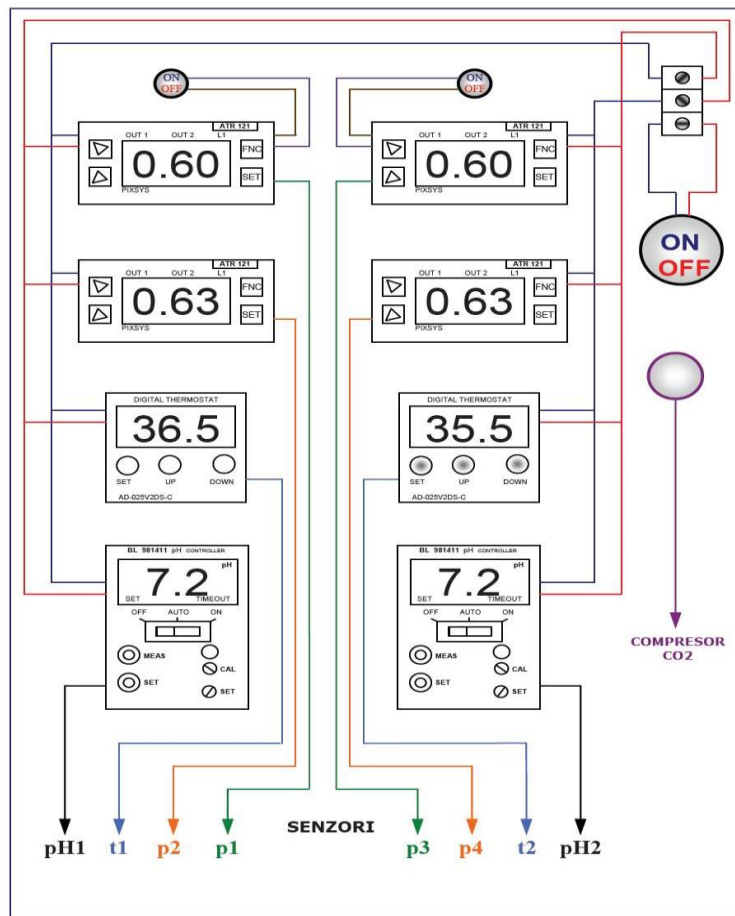 ON
OFF
ON
OFF
ATR 121
OUT 1 OUT 2 L1
0.60
FNC
SET
PIXSYS
ATR 121
OUT 1 OUT 2 L1
0.60
FNC
SET
PIXSYS
ON
OFF
ATR 121
OUT 1 OUT 2 L1
0.63
FNC
SET
PIXSYS
ATR 121
OUT 1 OUT 2 L1
0.63
FNC
SET
PIXSYS
DIGITAL THERMOSTAT
36.5
SET UP DOWN
AD-025V2DS-C
DIGITAL THERMOSTAT
35.5
SET UP DOWN
AD-025V2DS-C
BL 981411 pH CONTROLLER
pH
7.2
SET TIMEOUT
OFF AUTO ON
MEAS
CAL
SET
SET
BL 981411 pH CONTROLLER
pH
7.2
SET TIMEOUT
OFF AUTO ON
MEAS
CAL
SET
SET
COMPRESOR
CO2
SENZORI
pH1 t1 p2 p1 p3 p4 t2 pH2